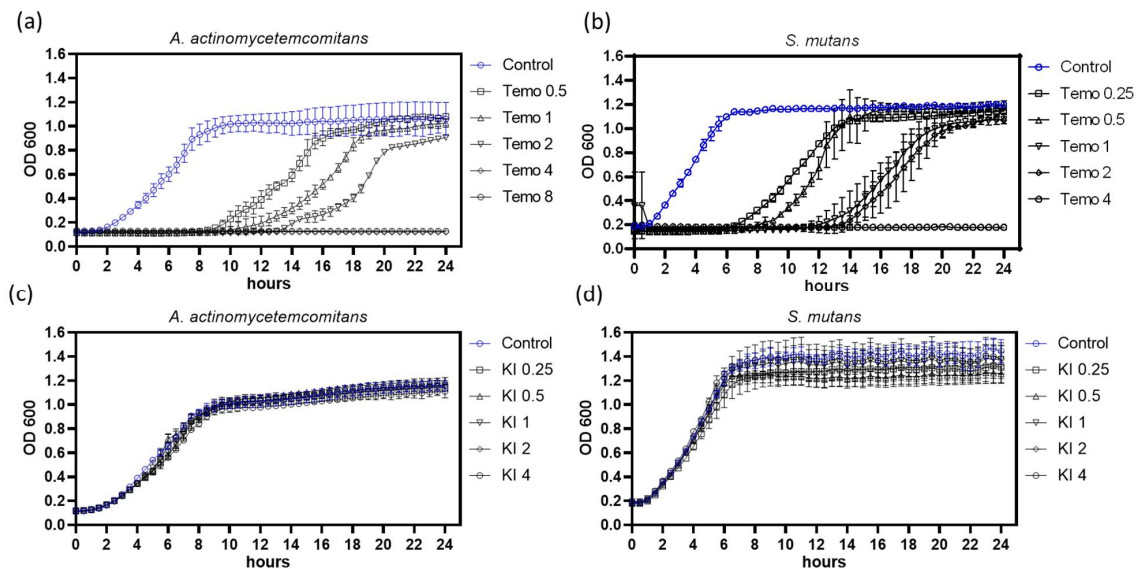 (a)
A. actinomycetemcomitans
OD 600
1.6
1.4
1.2
1.0
0.8
0.6
0.4
0.2
0.0
0 2 4 6 8 10 12 14 16 18 20 22 24
hours
Control
Temo 0.5
Temo 1
Temo 2
Temo 4
Temo 8
(b)
S. mutans
OD 600
1.6
1.4
1.2
1.0
0.8
0.6
0.4
0.2
0.0
0 2 4 6 8 10 12 14 16 18 20 22 24
hours
Control
Temo 0.25
Temo 0.5
Temo 1
Temo 2
Temo 4
(c)
A. actinomycetemcomitans
OD 600
1.6
1.4
1.2
1.0
0.8
0.6
0.4
0.2
0.0
0 2 4 6 8 10 12 14 16 18 20 22 24
hours
Control
KI 0.25
KI 0.5
KI 1
KI 2
KI 4
(d)
S. mutans
OD 600
1.6
1.4
1.2
1.0
0.8
0.6
0.4
0.2
0.0
0 2 4 6 8 10 12 14 16 18 20 22 24
hours
Control
KI 0.25
KI 0.5
KI 1
KI 2
KI 4